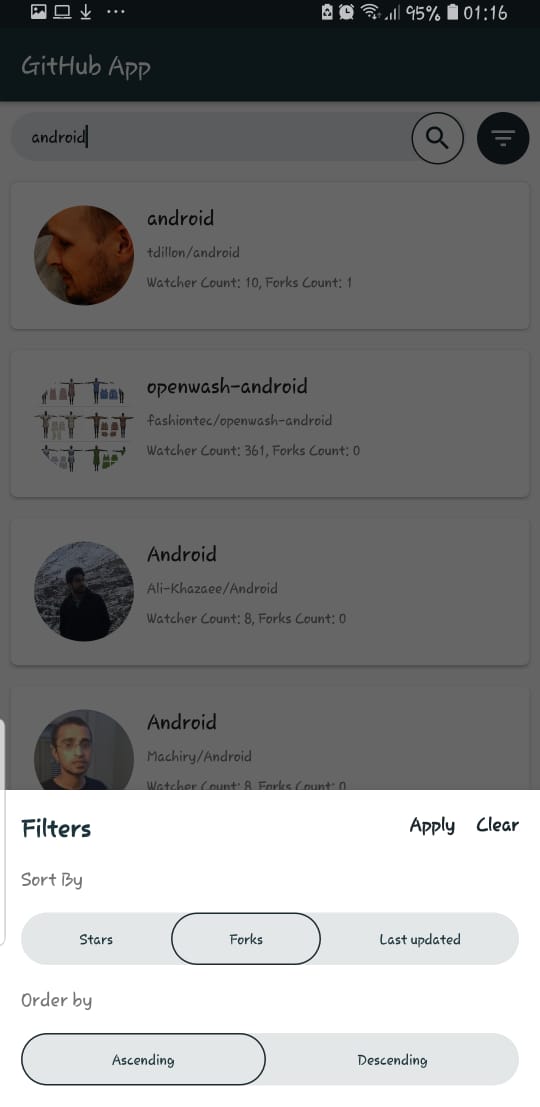 95% 01:16
GitHub App
android
android
tdillon/android
Watcher Count: 10, Forks Count: 1
openwash-android
fashiontec/openwash-android
Watcher Count: 361, Forks Count: 0
Android
Ali-Khazaee/Android
Watcher Count: 8, Forks Count: 0
Android
Machiry/Android
Watcher Count: 8, Forks Count: 0
Filters Apply Clear
Sort By
Stars Forks Last updated
Order by
Ascending Descending